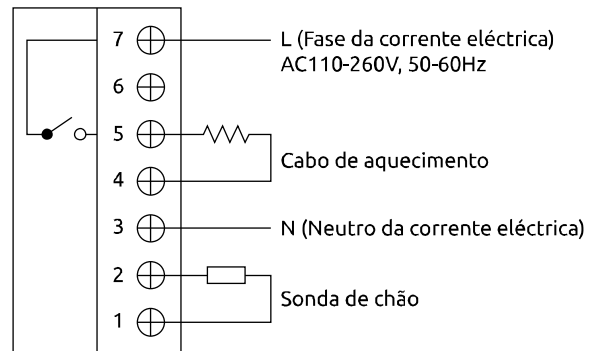 7 L (Fase da corrente eléctrica)
AC110-260V, 50-60Hz
6
5
Cabo de aquecimento
4
3 N (Neutro da corrente eléctrica)
2
Sonda de chão
1